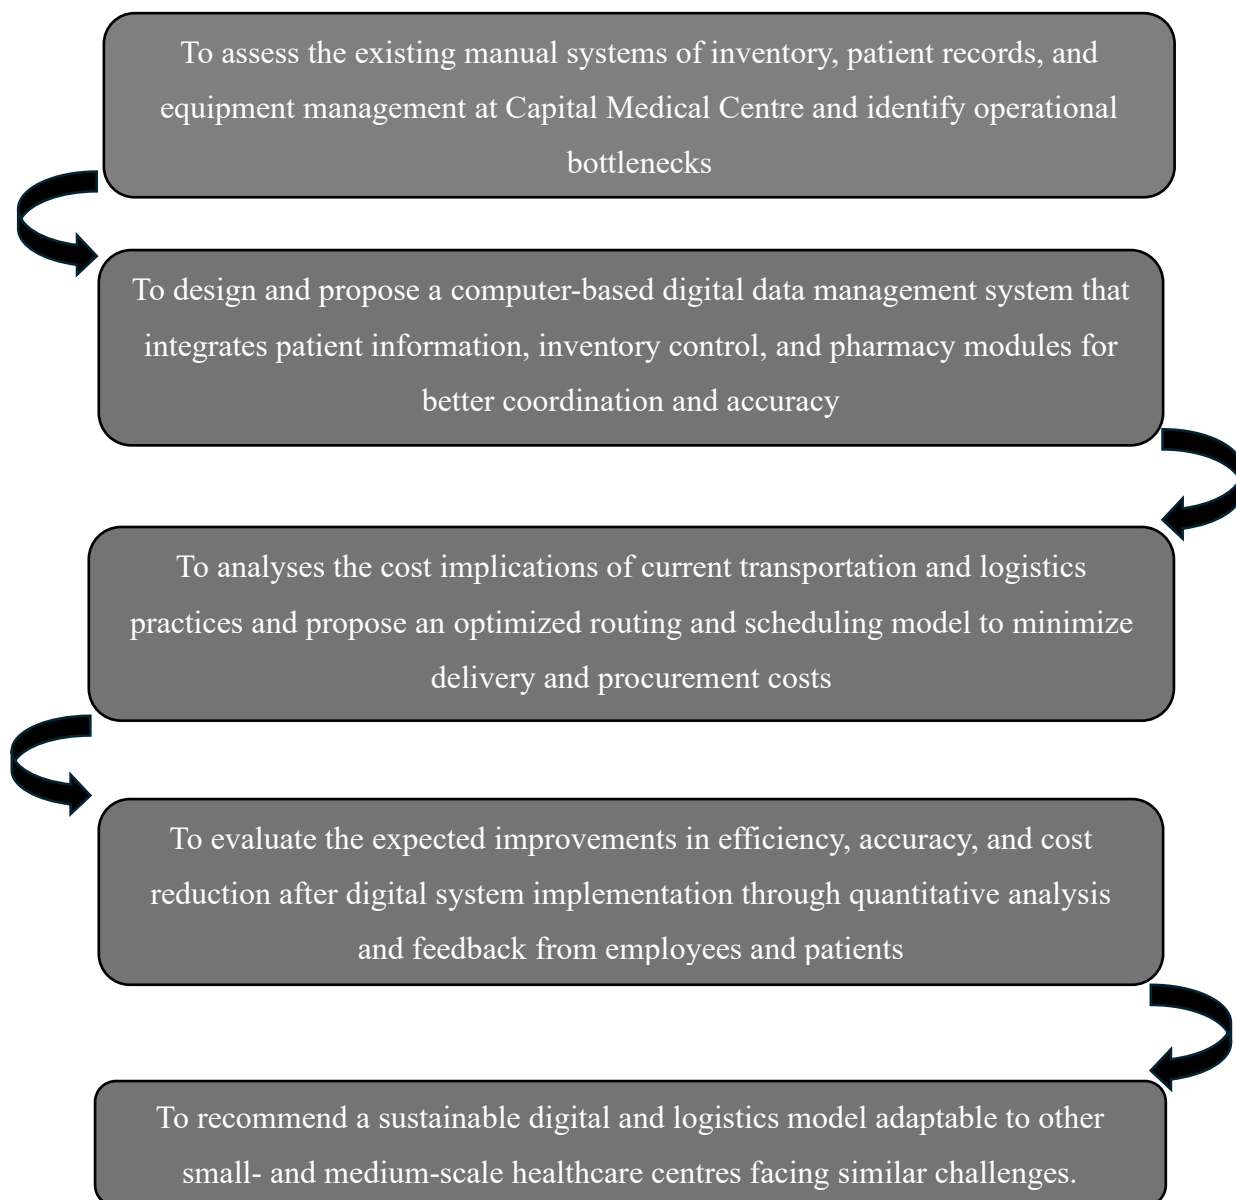 To assess the existing manual systems of inventory, patient records, and
equipment management at Capital Medical Centre and identify operational
bottlenecks
To design and propose a computer-based digital data management system that
integrates patient information, inventory control, and pharmacy modules for
better coordination and accuracy
To analyses the cost implications of current transportation and logistics
practices and propose an optimized routing and scheduling model to minimize
delivery and procurement costs
To evaluate the expected improvements in efficiency, accuracy, and cost
reduction after digital system implementation through quantitative analysis
and feedback from employees and patients
To recommend a sustainable digital and logistics model adaptable to other
small- and medium-scale healthcare centres facing similar challenges.